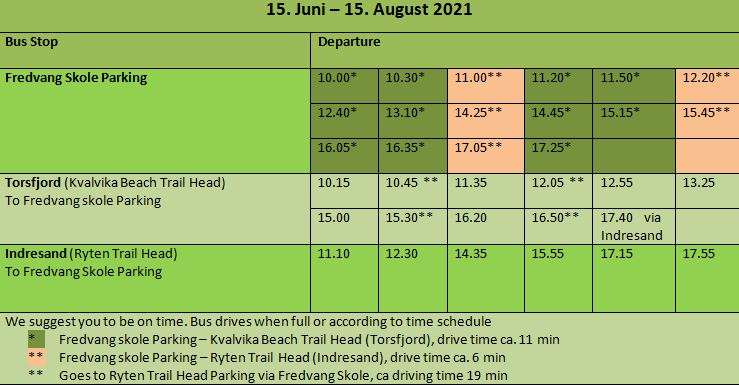 15. Juni – 15. August 2021
Bus Stop Departure
Fredvang Skole Parking 10.00* 10.30* 11.00** 11.20* 11.50* 12.20**
12.40* 13.10* 14.25** 14.45* 15.15* 15.45**
16.05* 16.35* 17.05** 17.25*
Torsfjord (Kvalvika Beach Trail Head) 10.15 10.45 ** 11.35 12.05 ** 12.55 13.25
To Fredvang skole Parking
15.00 15.30** 16.20 16.50** 17.40 via
Indresand
Indresand (Ryten Trail Head) 11.10 12.30 14.35 15.55 17.15 17.55
To Fredvang Skole Parking
We suggest you to be on time. Bus drives when full or according to time schedule
* Fredvang skole Parking – Kvalvika Beach Trail Head (Torsfjord), drive time ca. 11 min
** Fredvang skole Parking – Ryten Trail Head (Indresand), drive time ca. 6 min
** Goes to Ryten Trail Head Parking via Fredvang Skole, ca driving time 19 min